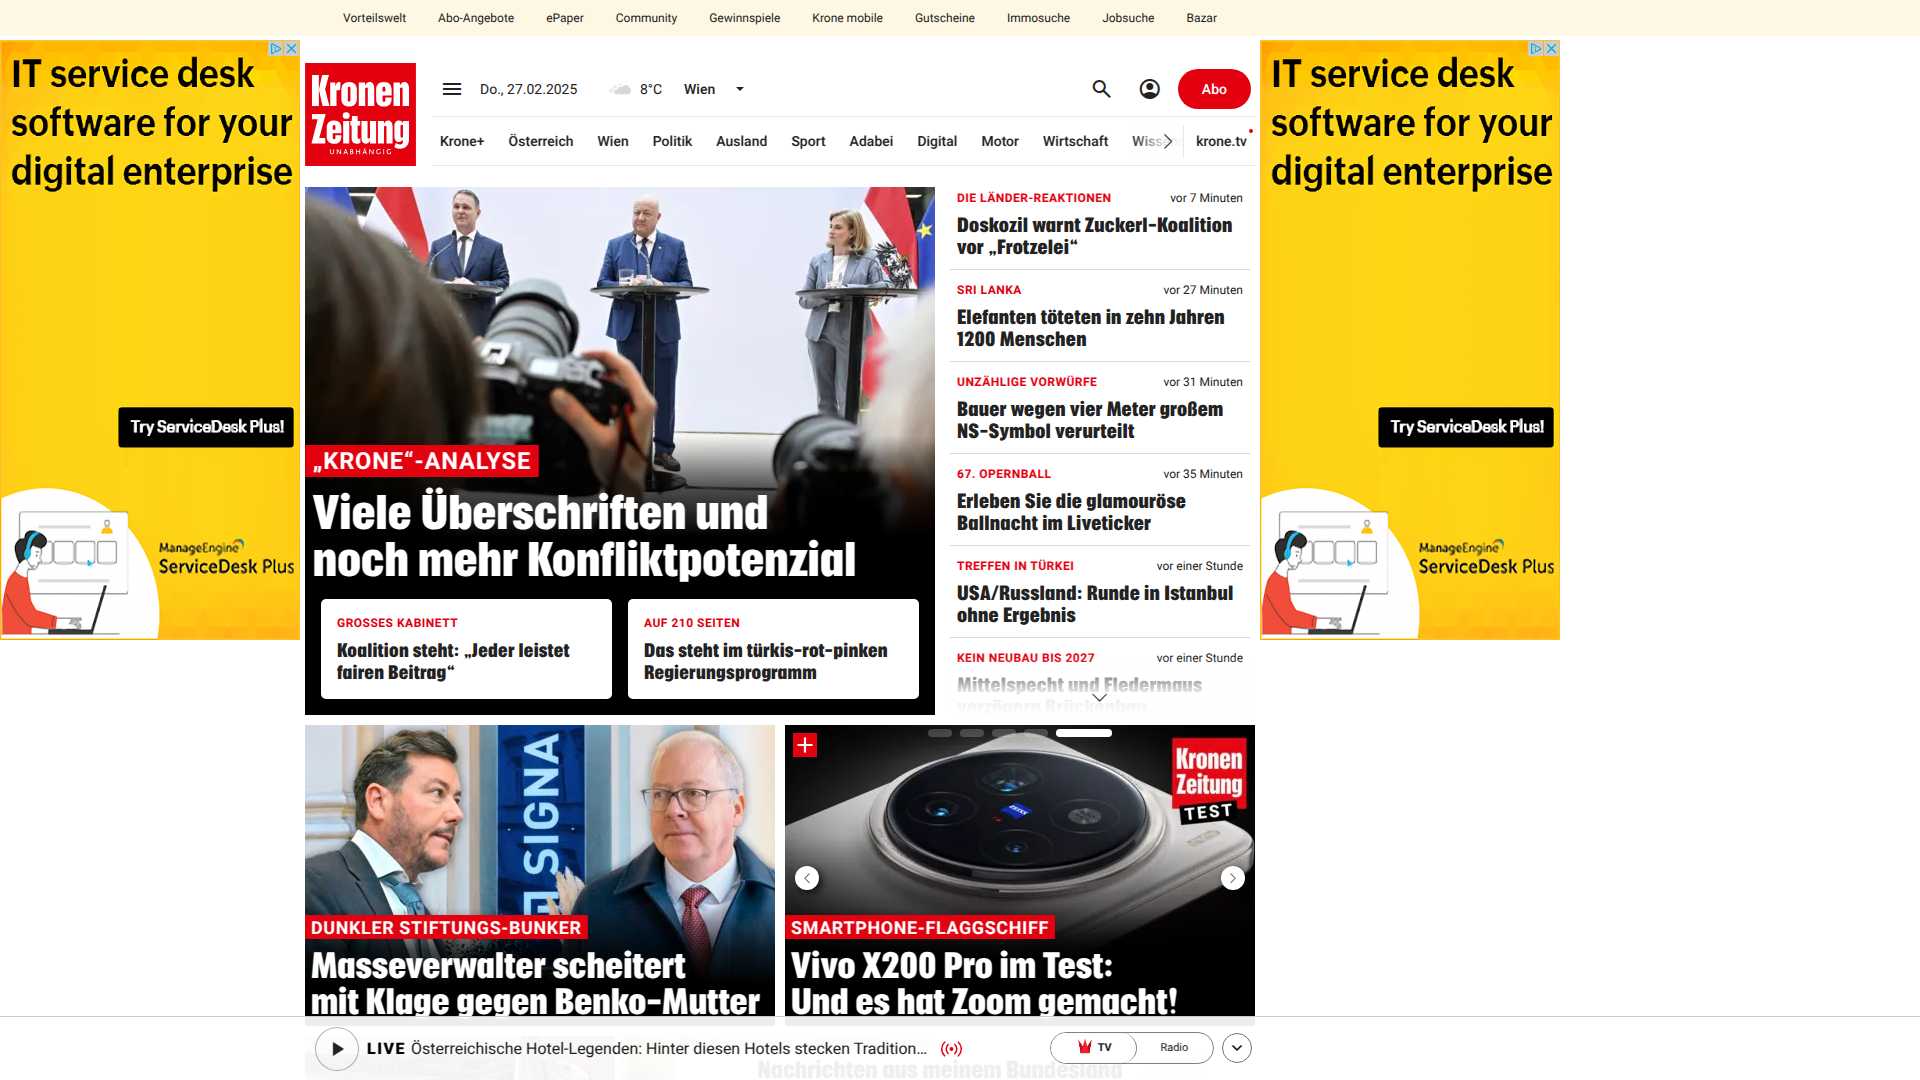 Vorteilswelt Abo-Angebote ePaper Community Gewinnspiele Krone mobile Gutscheine Immosuche Jobsuche Bazar
IT service desk
software for your
digital enterprise
Try ServiceDesk Plus!
ManageEngine
ServiceDesk Plus
Kronen
Zeitung
UNABHÄNGIG
Do., 27.02.2025 8°C Wien
Abo
Krone+ Österreich Wien Politik Ausland Sport Adabei Digital Motor Wirtschaft krone.tv
„KRONE“-ANALYSE
Viele Überschriften und
noch mehr Konfliktpotenzial
GROSSES KABINETT
Koalition steht: „Jeder leistet
fairen Beitrag“
AUF 210 SEITEN
Das steht im türkis-rot-pinken
Regierungsprogramm
DIE LÄNDER-REAKTIONEN vor 7 Minuten
Doskozil warnt Zuckerl-Koalition
vor „Frotzelei“
SRI LANKA vor 27 Minuten
Elefanten töteten in zehn Jahren
1200 Menschen
UNZÄHLIGE VORWÜRFE vor 31 Minuten
Bauer wegen vier Meter großem
NS-Symbol verurteilt
67. OPERNBALL vor 35 Minuten
Erleben Sie die glamouröse
Ballnacht im Liveticker
TREFFEN IN TÜRKEI vor einer Stunde
USA/Russland: Runde in Istanbul
ohne Ergebnis
KEIN NEUBAU BIS 2027 vor einer Stunde
Mittelspecht und Fledermaus
verzögern Brückenbau
IT service desk
software for your
digital enterprise
Try ServiceDesk Plus!
ManageEngine
ServiceDesk Plus
SIGNA
DUNKLER STIFTUNGS-BUNKER
Masseverwalter scheitert
mit Klage gegen Benko-Mutter
ZEISS
Kronen
Zeitung
TEST
SMARTPHONE-FLAGGSCHIFF
Vivo X200 Pro im Test:
Und es hat Zoom gemacht!
LIVE Österreichische Hotel-Legenden: Hinter diesen Hotels stecken Tradition...
TV Radio
Nachrichten aus meinem Bundesland